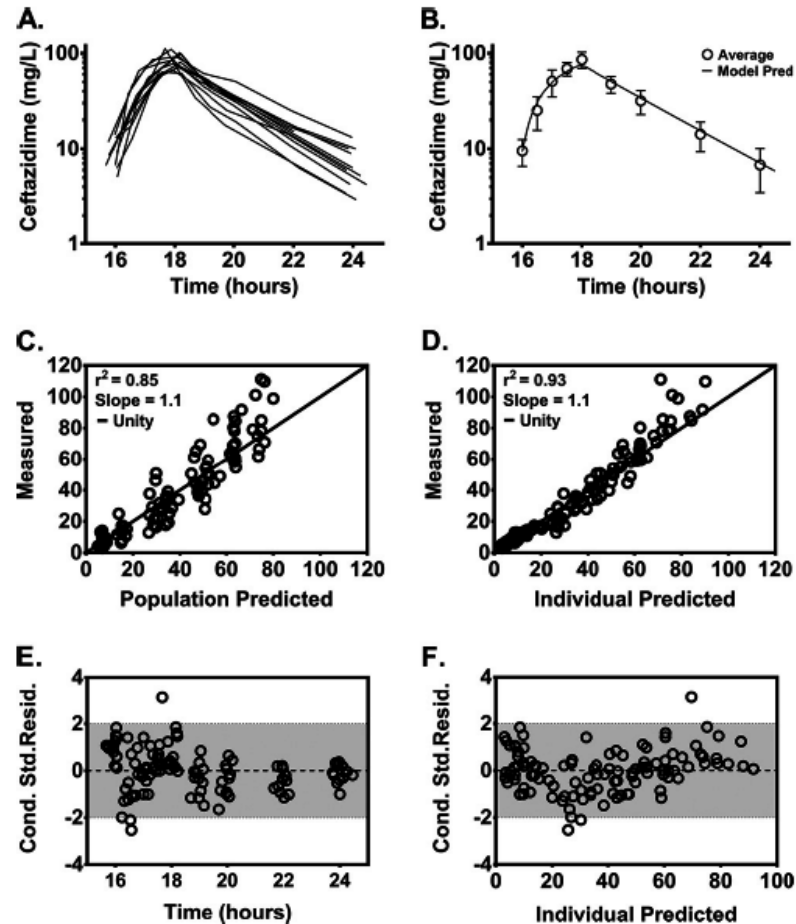 A.
Ceftazidime (mg/L)
100
10
1
16 18 20 22 24
Time (hours)
B.
Ceftazidime (mg/L)
100
10
1
Average
Model Pred
16 18 20 22 24
Time (hours)
C.
Measured
120
100
80
60
40
20
0
r² = 0.85
Slope = 1.1
Unity
0 20 40 60 80 100 120
Population Predicted
D.
Measured
120
100
80
60
40
20
0
r² = 0.93
Slope = 1.1
Unity
0 20 40 60 80 100 120
Individual Predicted
E.
Cond. Std.Resid.
4
2
0
-2
-4
16 18 20 22 24
Time (hours)
F.
Cond. Std.Resid.
4
2
0
-2
-4
0 20 40 60 80 100
Individual Predicted